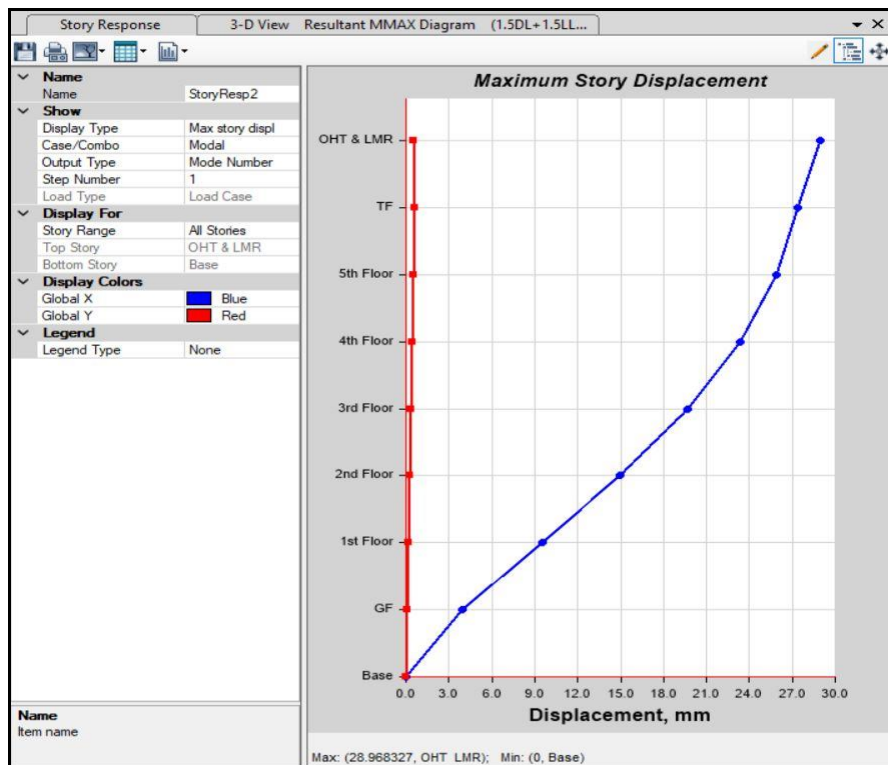 Story Response
3-D View Resultant MMAX Diagram (1.5DL+1.5LL...
Name
Name StoryResp2
Show
Display Type Max story displ
Case/Combo Modal
Output Type Mode Number
Step Number 1
Load Type Load Case
Display For
Story Range All Stories
Top Story OHT & LMR
Bottom Story Base
Display Colors
Global X Blue
Global Y Red
Legend
Legend Type None
Name
Item name
Maximum Story Displacement
OHT & LMR
TF
5th Floor
4th Floor
3rd Floor
2nd Floor
1st Floor
GF
Base
0.0 3.0 6.0 9.0 12.0 15.0 18.0 21.0 24.0 27.0 30.0
Displacement, mm
Max: (28.968327, OHT LMR); Min: (0, Base)